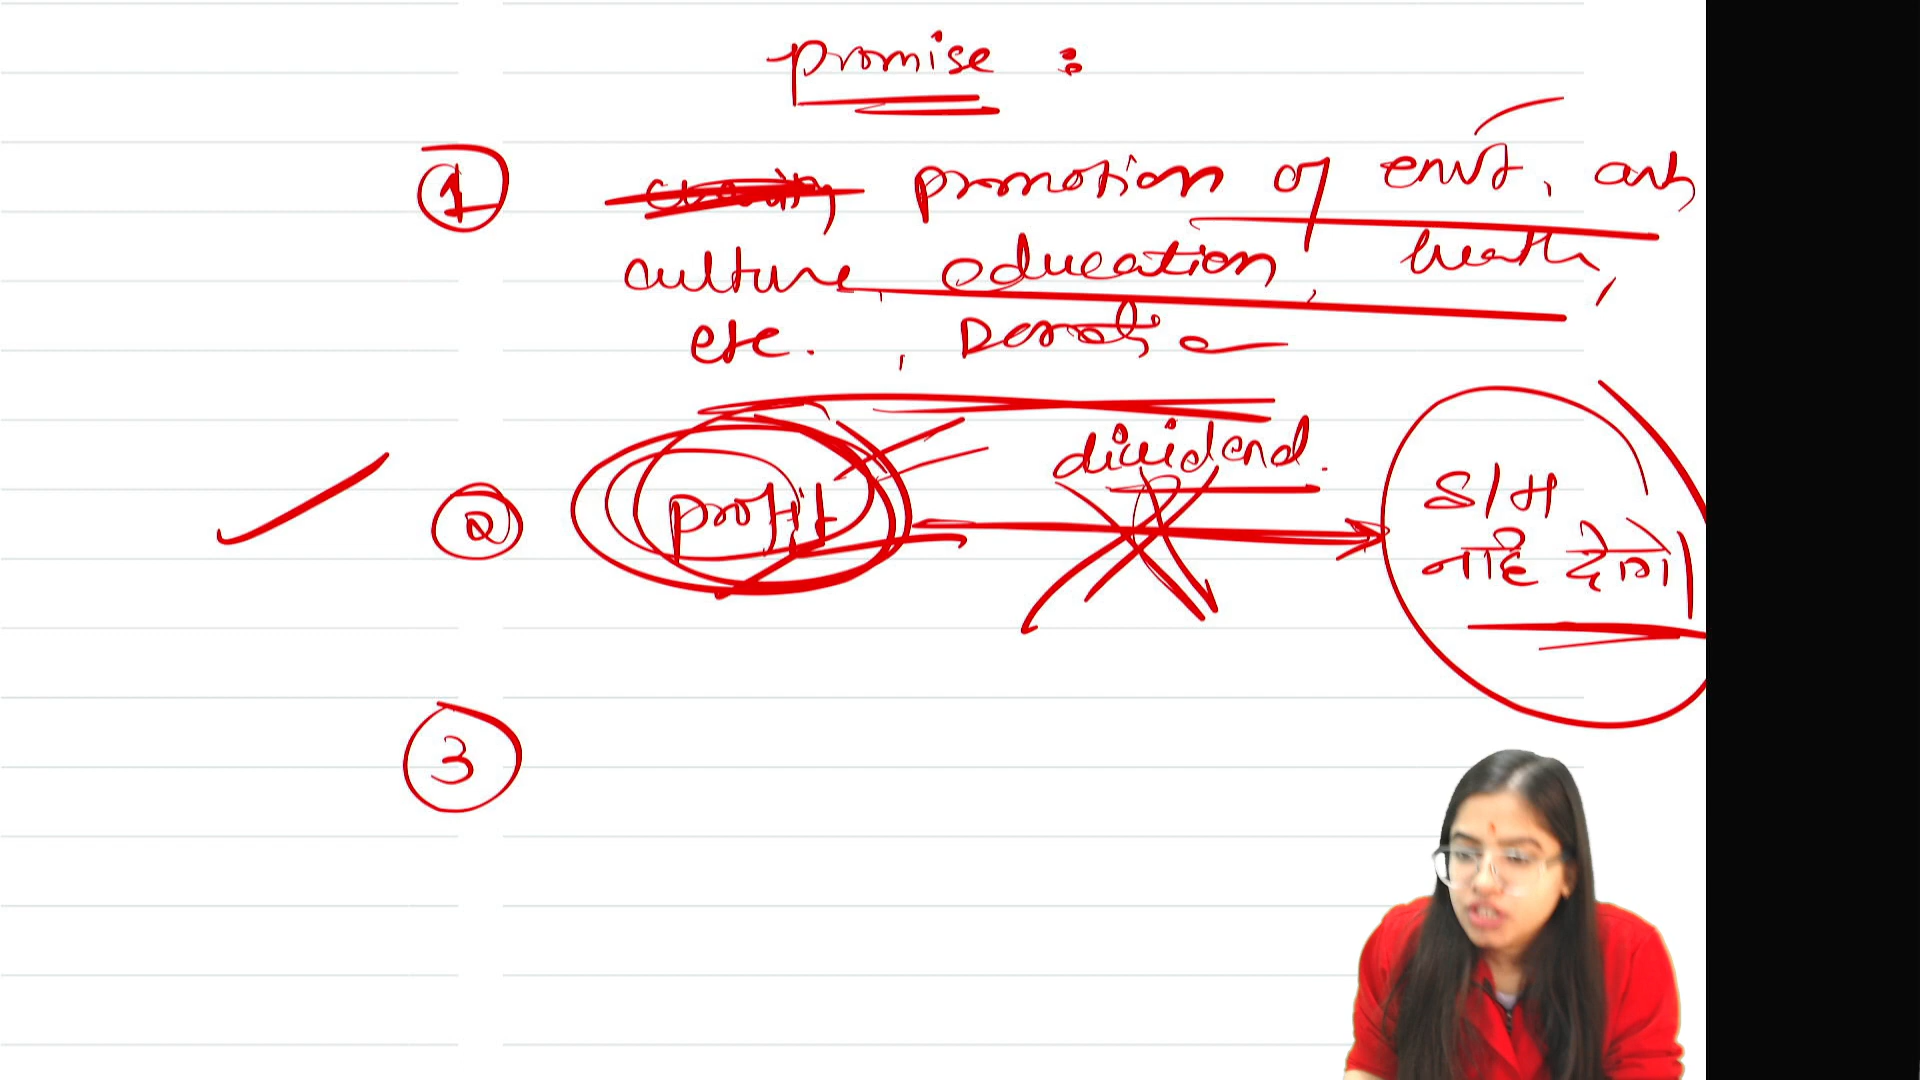 promise :
① promotion of envt, art,
culture, education, health,
etc. , Donation
② profit dividend. S/H
नहि देंगे।
③